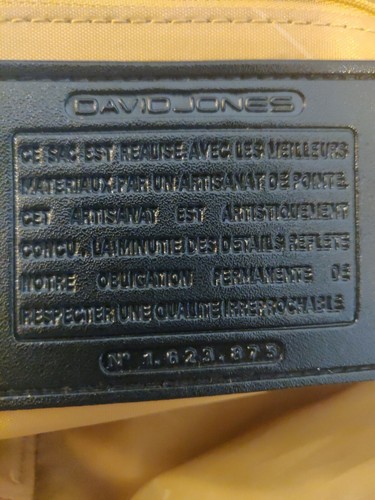 DAVIDJONES
CE SAC EST REALISE AVEC LES MEILLEURS
MATERIAUX PAR UN ARTISANAT DE POINTE.
CET ARTISANAY EST ARTISTIQUEMENT
CONCU, LA MINUTIE DES DETAILS REFLETE
NOTRE OBLIGATION PERMANENTE DE
RESPECTER UNE QUALITE IRREPROCHABLE.
N° 1.623.875